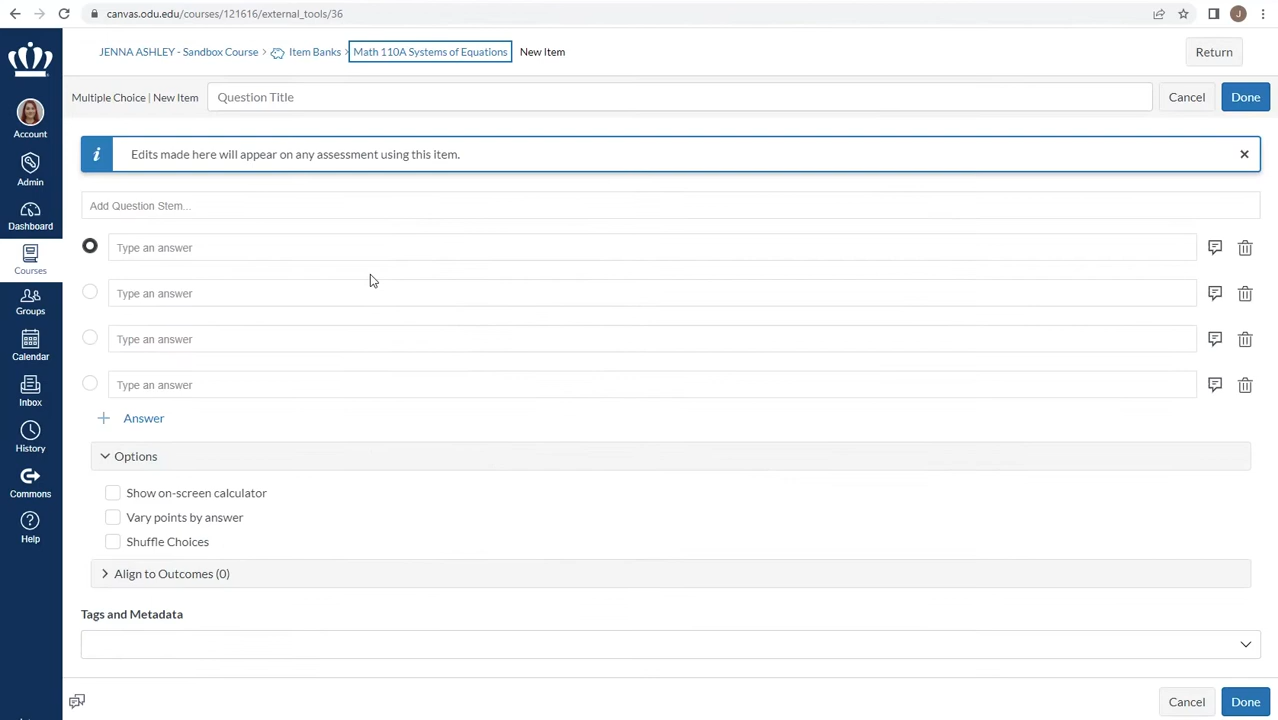 canvas.odu.edu/courses/121616/external_tools/36
J
JENNA ASHLEY - Sandbox Course > Item Banks > Math 110A Systems of Equations New Item
Return
Multiple Choice | New Item
Question Title
Cancel
Done
i
Edits made here will appear on any assessment using this item.
Add Question Stem...
Type an answer
Type an answer
Type an answer
Type an answer
+ Answer
Options
Show on-screen calculator
Vary points by answer
Shuffle Choices
Align to Outcomes (0)
Tags and Metadata
Cancel
Done
Account
Admin
Dashboard
Courses
Groups
Calendar
Inbox
History
Commons
Help